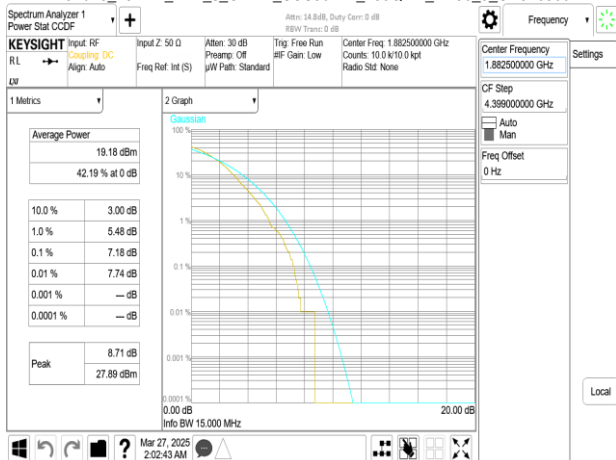 Spectrum Analyzer 1
Power Stat CCDF
Attn: 14.8dB, Duty Corr: 0 dB
RBW Trans: 0 dB
Frequency
KEYSIGHT
RL
LXI
Input: RF
Coupling: DC
Align: Auto
Input Z: 50 Ω
Freq Ref: Int (S)
Atten: 30 dB
Preamp: Off
µW Path: Standard
Trig: Free Run
#IF Gain: Low
Center Freq: 1.882500000 GHz
Counts: 10.0 k/10.0 kpt
Radio Std: None
Center Frequency
1.882500000 GHz
Settings
CF Step
4.399000000 GHz
Auto
Man
Freq Offset
0 Hz
1 Metrics
Average Power
19.18 dBm
42.19 % at 0 dB
10.0 % 3.00 dB
1.0 % 5.48 dB
0.1 % 7.18 dB
0.01 % 7.74 dB
0.001 % --- dB
0.0001 % --- dB
Peak
8.71 dB
27.89 dBm
2 Graph
Gaussian
100 %
10 %
1 %
0.1 %
0.01 %
0.001 %
0.0001 %
0.00 dB 20.00 dB
Info BW 15.000 MHz
Local
?
Mar 27, 2025
2:02:43 AM